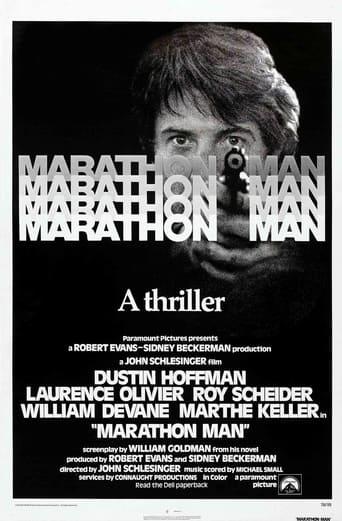 MARATHON MAN
MARATHON MAN
MARATHON MAN
MARATHON MAN
A thriller
Paramount Pictures presents
a ROBERT EVANS-SIDNEY BECKERMAN production
a JOHN SCHLESINGER film
DUSTIN HOFFMAN
LAURENCE OLIVIER ROY SCHEIDER
WILLIAM DEVANE MARTHE KELLER in
"MARATHON MAN"
screenplay by WILLIAM GOLDMAN from his novel
produced by ROBERT EVANS and SIDNEY BECKERMAN
directed by JOHN SCHLESINGER music scored by MICHAEL SMALL
services by CONNAUGHT PRODUCTIONS in Color a paramount picture
Read the Dell paperback
MARATHON MAN